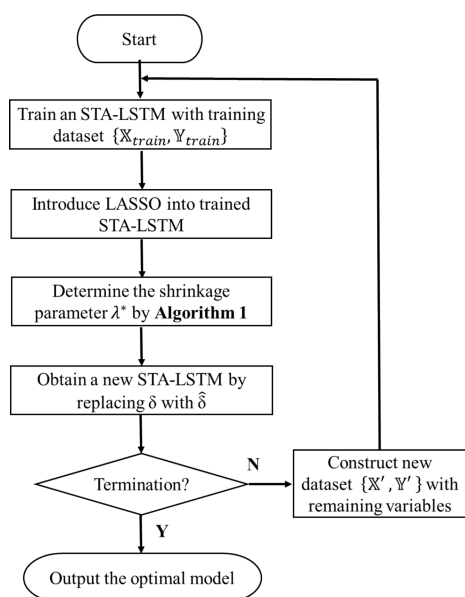 Start
Train an STA-LSTM with training
dataset {𝕏_train, 𝕐_train}
Introduce LASSO into trained
STA-LSTM
Determine the shrinkage
parameter λ* by Algorithm 1
Obtain a new STA-LSTM by
replacing δ with δ̂
Termination?
N
Construct new
dataset {𝕏′, 𝕐′} with
remaining variables
Y
Output the optimal model